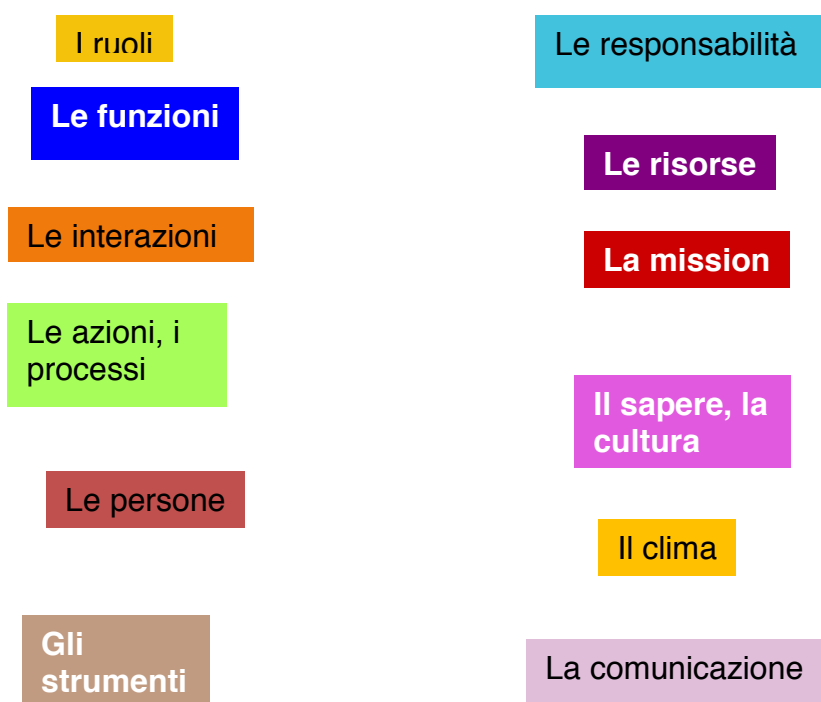 I ruoli
Le funzioni
Le interazioni
Le azioni, i
processi
Le persone
Gli
strumenti
Le responsabilità
Le risorse
La mission
Il sapere, la
cultura
Il clima
La comunicazione